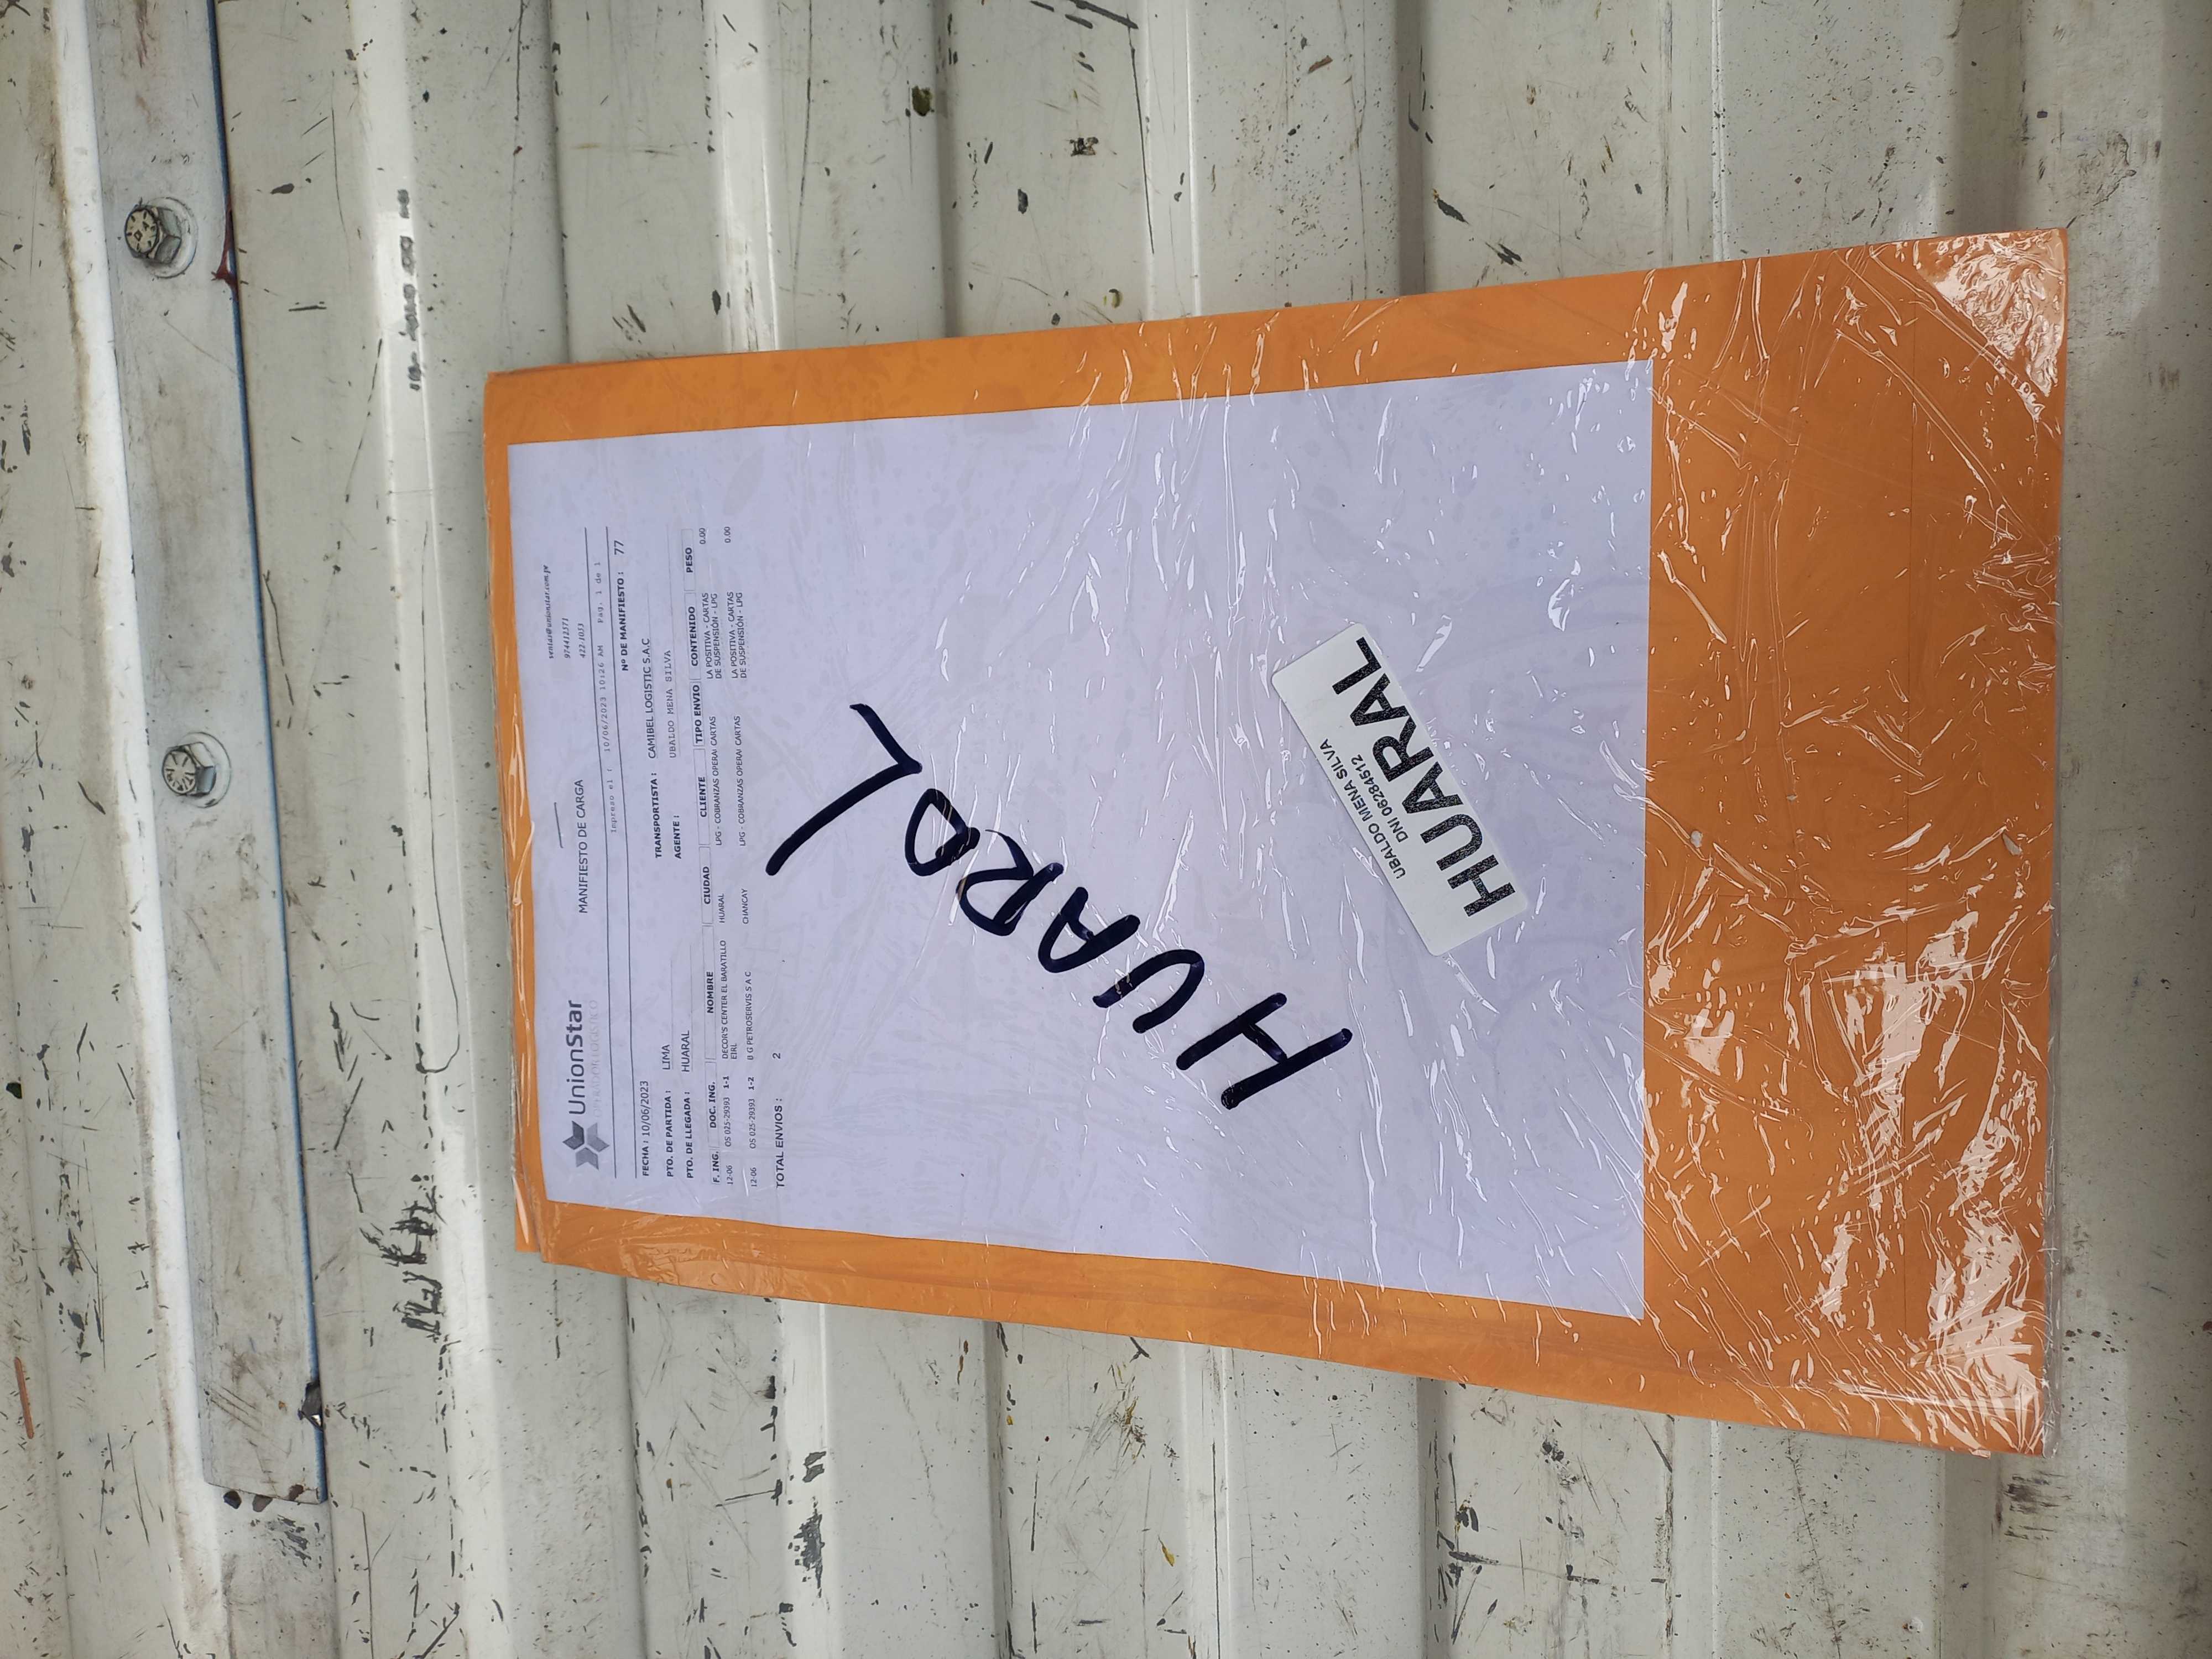 UnionStar
OPERADOR LOGISTICO
MANIFIESTO DE CARGA
ventas@unionstar.com.pe
974412371
422-1033
Impreso el : 10/06/2023 10:26 AM Pag. 1 de 1
Nº DE MANIFIESTO : 77
FECHA : 10/06/2023
TRANSPORTISTA : CAMIBEL LOGISTIC S.A.C
PTO. DE PARTIDA : LIMA
AGENTE : UBALDO MENA SILVA
PTO. DE LLEGADA : HUARAL
F. ING. DOC. ING. NOMBRE CIUDAD CLIENTE TIPO ENVIO CONTENIDO PESO
12-06 OS 025-29393 1-1 DECOR'S CENTER EL BARATILLO HUARAL LPG - COBRANZAS OPERA CARTAS LA POSITIVA - CARTAS 0.00
EIRL DE SUSPENSIÓN - LPG
12-06 OS 025-29393 1-2 B G PETROSERVIS S A C CHANCAY LPG - COBRANZAS OPERA CARTAS LA POSITIVA - CARTAS 0.00
DE SUSPENSIÓN - LPG
TOTAL ENVIOS : 2
HUARAL
UBALDO MENA SILVA
DNI 06284512
HUARAL